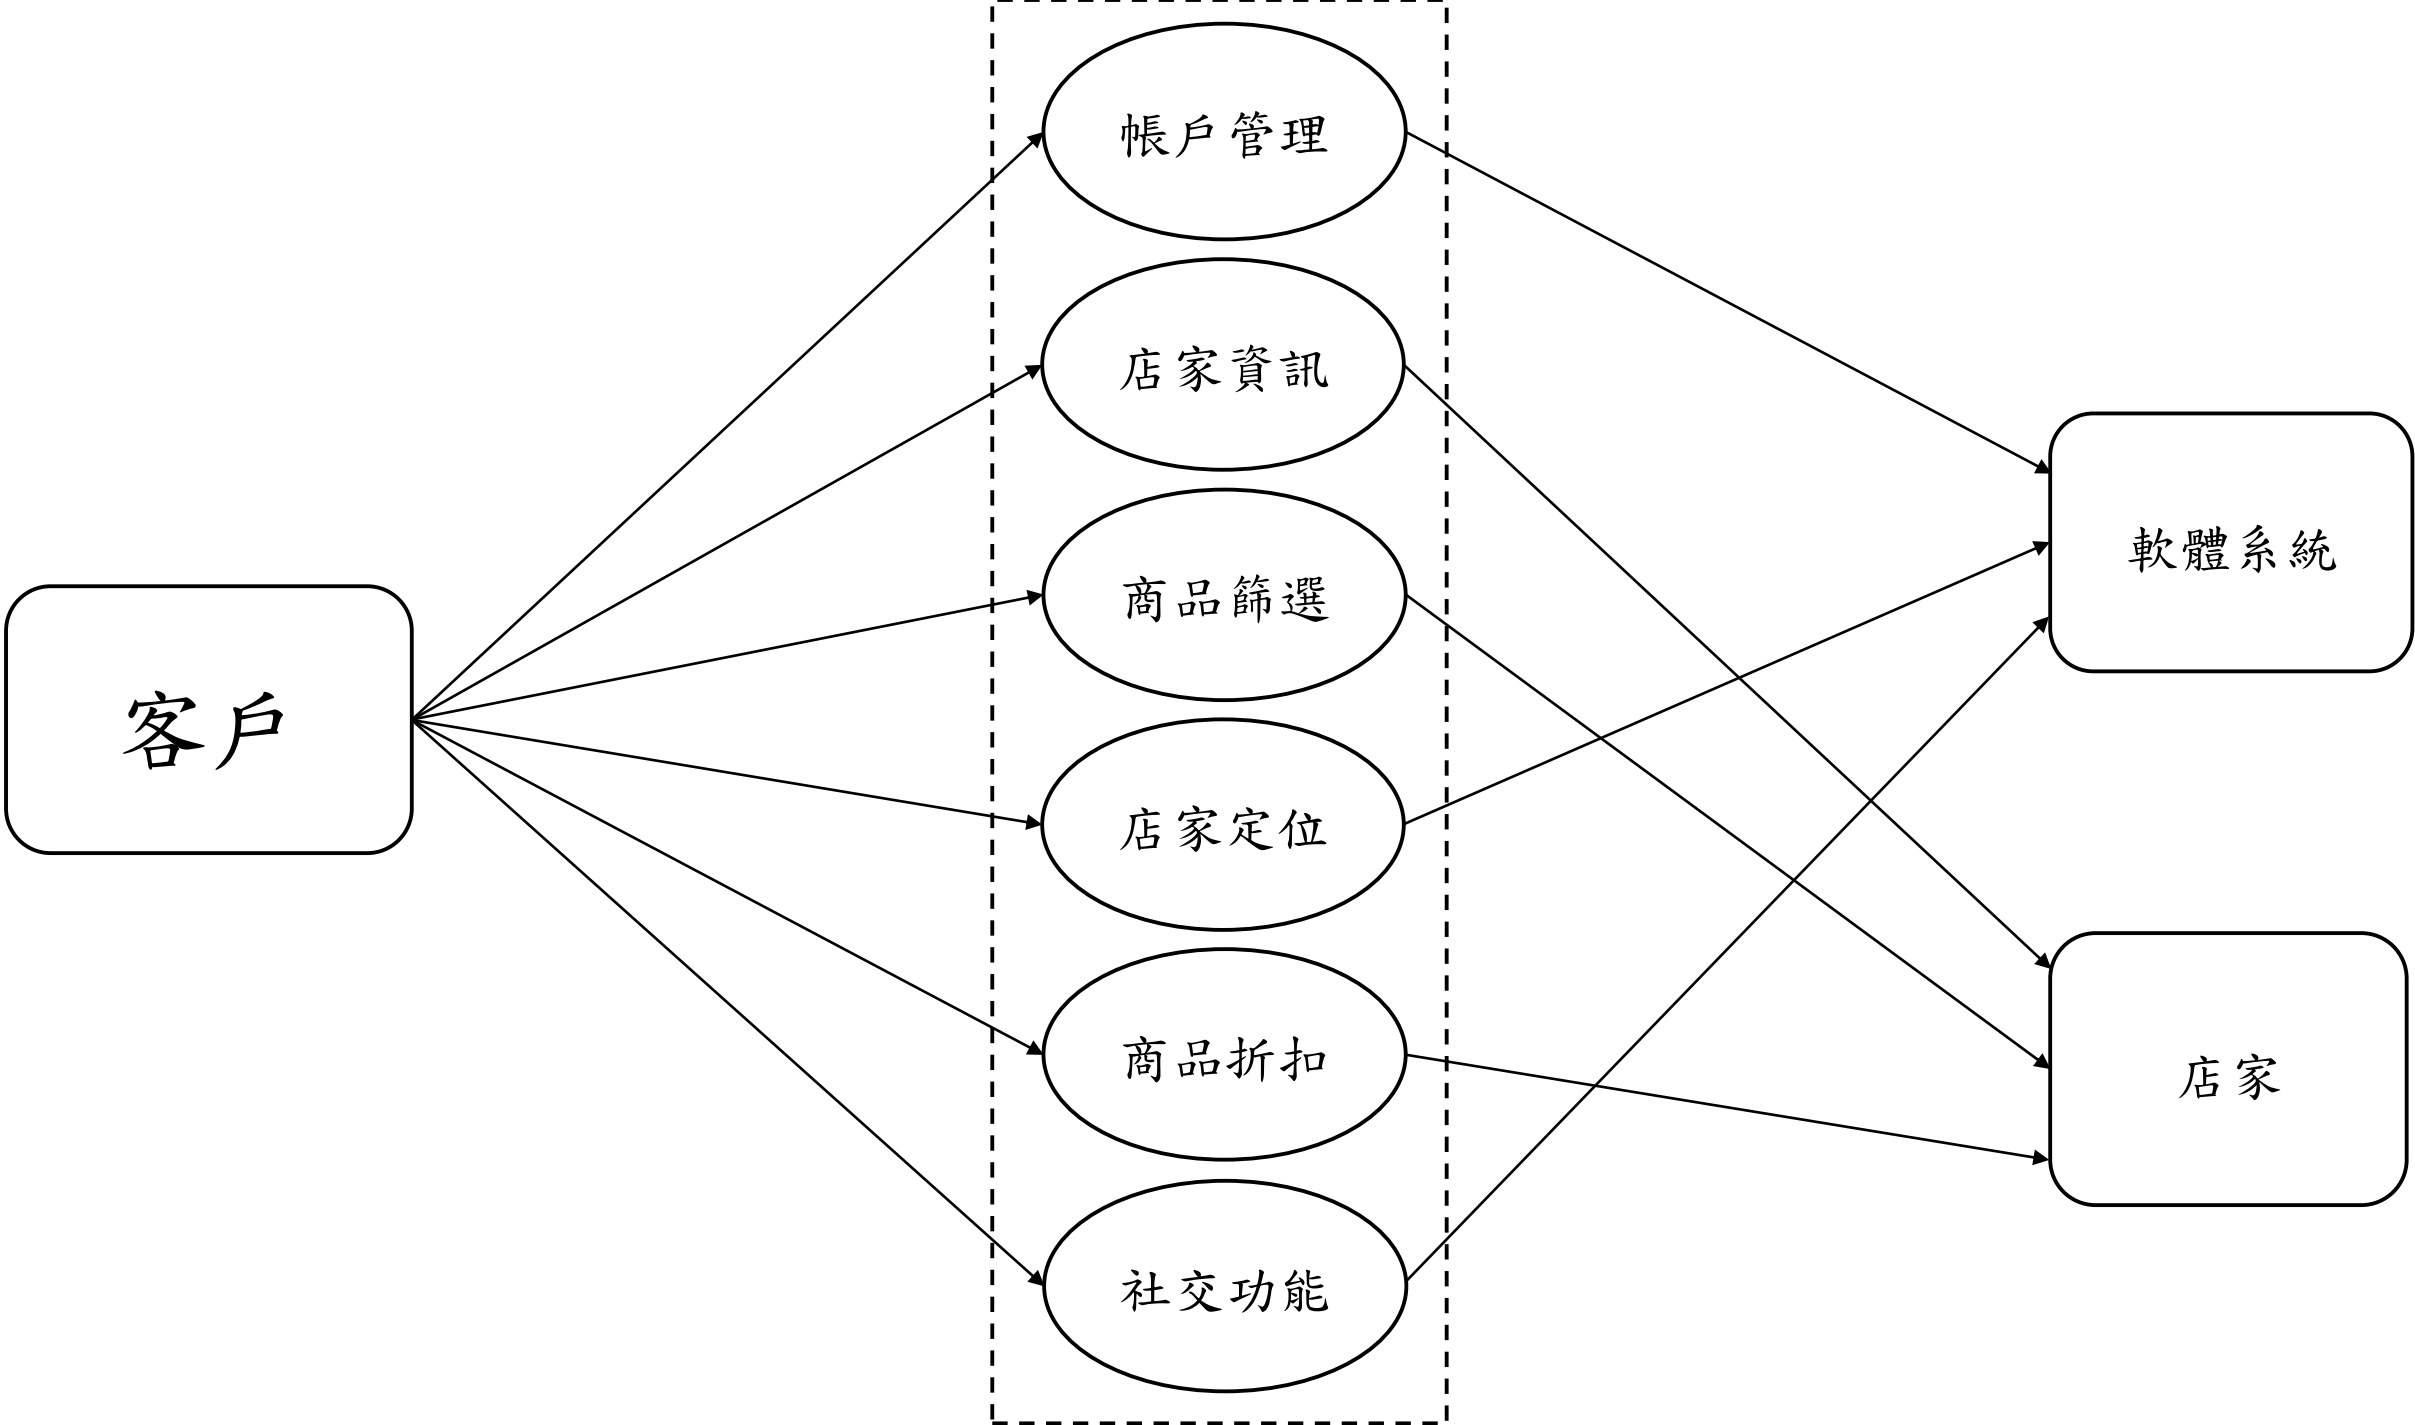 客戶
帳戶管理
店家資訊
商品篩選
店家定位
商品折扣
社交功能
軟體系統
店家